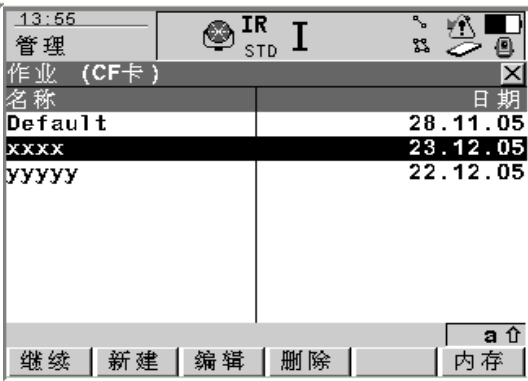 13:55
管理
IR
STD I
作业 (CF卡)
名称 日期
Default 28.11.05
xxxx 23.12.05
yyyyy 22.12.05
a ⇧
继续 新建 编辑 删除 内存